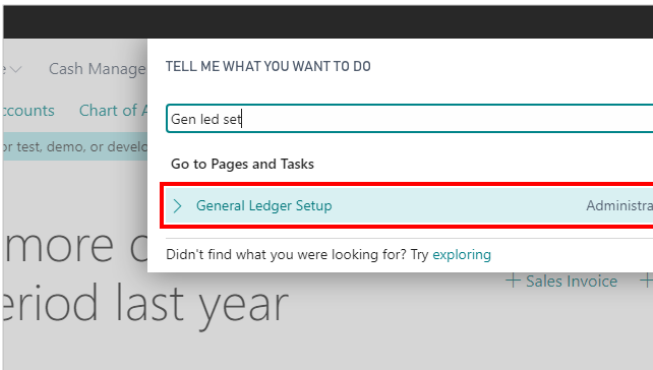 TELL ME WHAT YOU WANT TO DO
Cash Manage
Gen led set
ccounts Chart of A
or test, demo, or develo
Go to Pages and Tasks
General Ledger Setup Administra
Didn't find what you were looking for? Try exploring
+ Sales Invoice +
more c
eriod last year